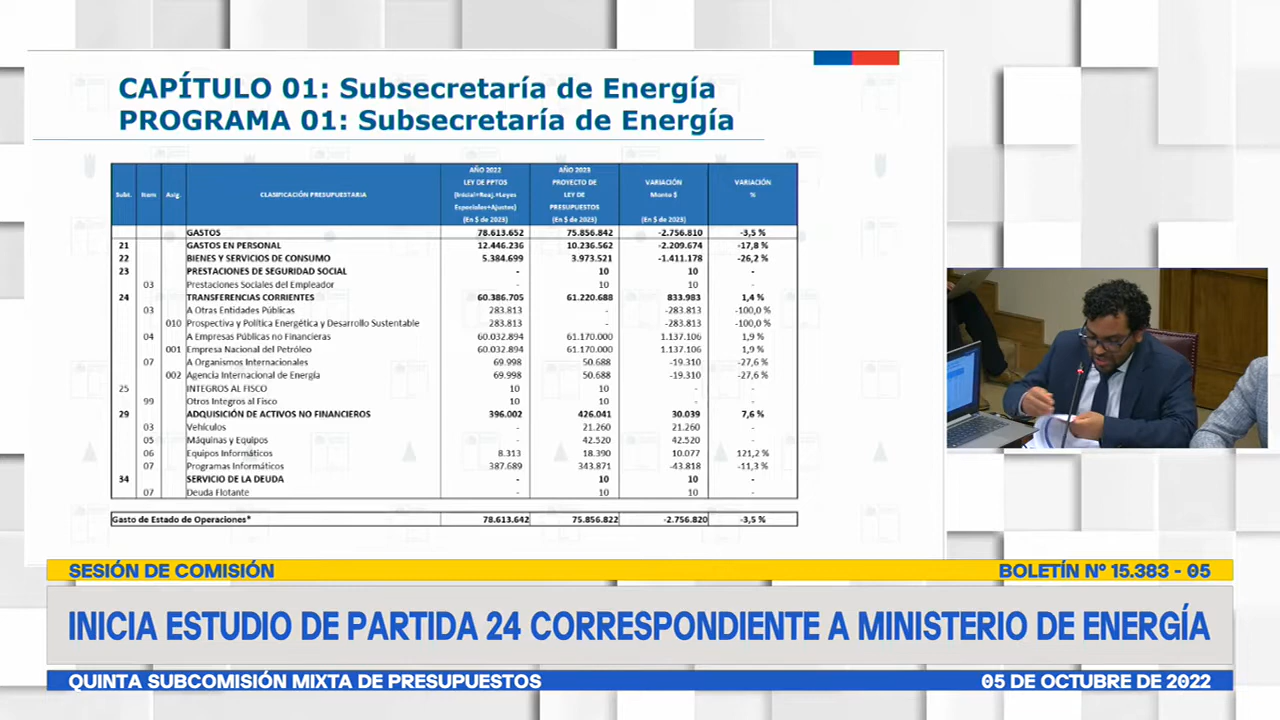 CAPÍTULO 01: Subsecretaría de Energía
PROGRAMA 01: Subsecretaría de Energía
Subt. Item Asig. CLASIFICACIÓN PRESUPUESTARIA AÑO 2022 LEY DE PPTOS (Inicial+Reaj.+Leyes Especiales+Ajustes) (En $ de 2023) AÑO 2023 PROYECTO DE LEY DE PRESUPUESTOS (En $ de 2023) VARIACIÓN Monto $ (En $ de 2023) VARIACIÓN %
GASTOS 78.613.652 75.856.842 -2.756.810 -3,5 %
21 GASTOS EN PERSONAL 12.446.236 10.236.562 -2.209.674 -17,8 %
22 BIENES Y SERVICIOS DE CONSUMO 5.384.699 3.973.521 -1.411.178 -26,2 %
23 PRESTACIONES DE SEGURIDAD SOCIAL - 10 10 -
03 Prestaciones Sociales del Empleador - 10 10 -
24 TRANSFERENCIAS CORRIENTES 60.386.705 61.220.688 833.983 1,4 %
03 A Otras Entidades Públicas 283.813 - -283.813 -100,0 %
010 Prospectiva y Política Energética y Desarrollo Sustentable 283.813 - -283.813 -100,0 %
04 A Empresas Públicas no Financieras 60.032.894 61.170.000 1.137.106 1,9 %
001 Empresa Nacional del Petróleo 60.032.894 61.170.000 1.137.106 1,9 %
07 A Organismos Internacionales 69.998 50.688 -19.310 -27,6 %
002 Agencia Internacional de Energía 69.998 50.688 -19.310 -27,6 %
25 INTEGROS AL FISCO 10 10 - -
99 Otros Integros al Fisco 10 10 - -
29 ADQUISICIÓN DE ACTIVOS NO FINANCIEROS 396.002 426.041 30.039 7,6 %
03 Vehículos - 21.260 21.260 -
05 Máquinas y Equipos - 42.520 42.520 -
06 Equipos Informáticos 8.313 18.390 10.077 121,2 %
07 Programas Informáticos 387.689 343.871 -43.818 -11,3 %
34 SERVICIO DE LA DEUDA - 10 10 -
07 Deuda Flotante - 10 10 -
Gasto de Estado de Operaciones* 78.613.642 75.856.822 -2.756.820 -3,5 %
SESIÓN DE COMISIÓN BOLETÍN N° 15.383 - 05
INICIA ESTUDIO DE PARTIDA 24 CORRESPONDIENTE A MINISTERIO DE ENERGÍA
QUINTA SUBCOMISIÓN MIXTA DE PRESUPUESTOS 05 DE OCTUBRE DE 2022